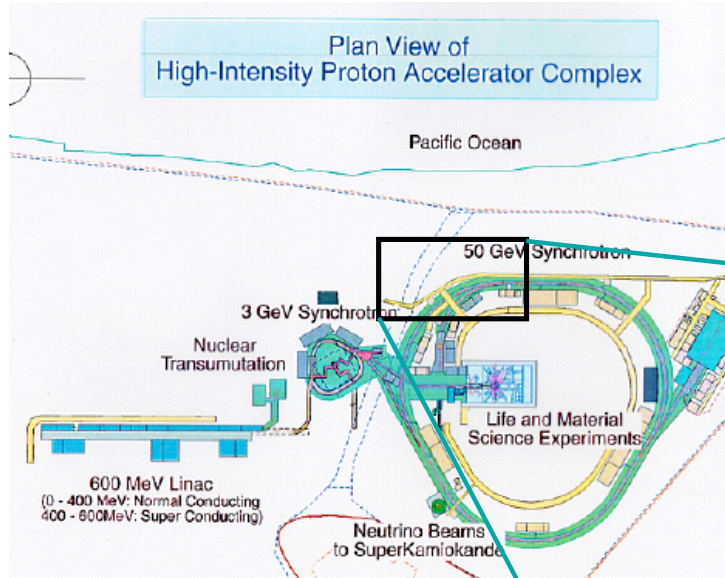 Plan View of
High-Intensity Proton Accelerator Complex
Pacific Ocean
50 GeV Synchrotron
3 GeV Synchrotron
Nuclear
Transumutation
Life and Material
Science Experiments
600 MeV Linac
(0 - 400 MeV: Normal Conducting
400 - 600MeV: Super Conducting)
Neutrino Beams
to SuperKamiokande